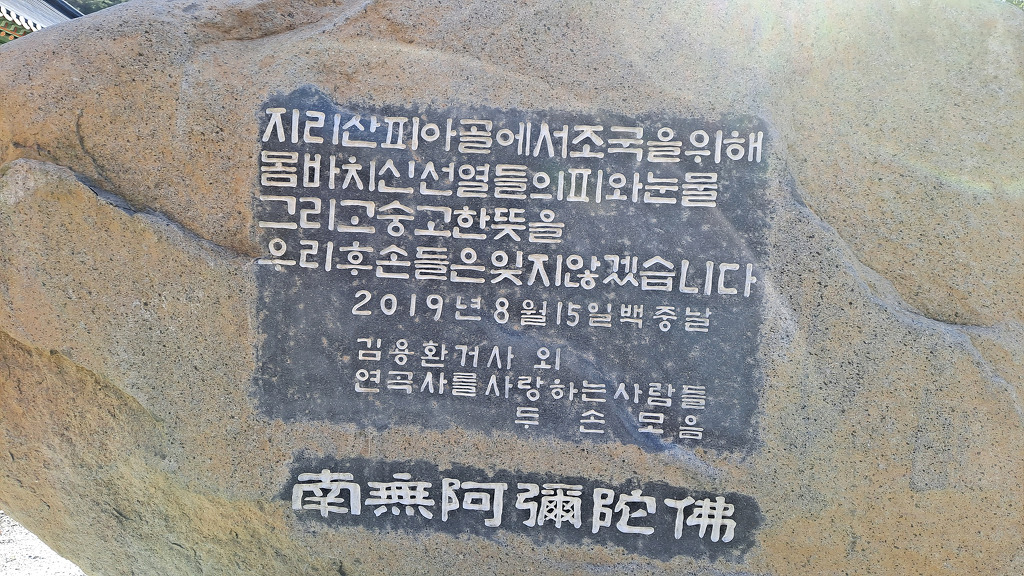 지리산피아골에서조국을위해
몸바치신선열들의피와눈물
그리고숭고한뜻을
우리후손들은잊지않겠습니다
2019년8월15일백중날
김용환거사 외
연곡사를사랑하는사람들
두 손 모음
南無阿彌陀佛